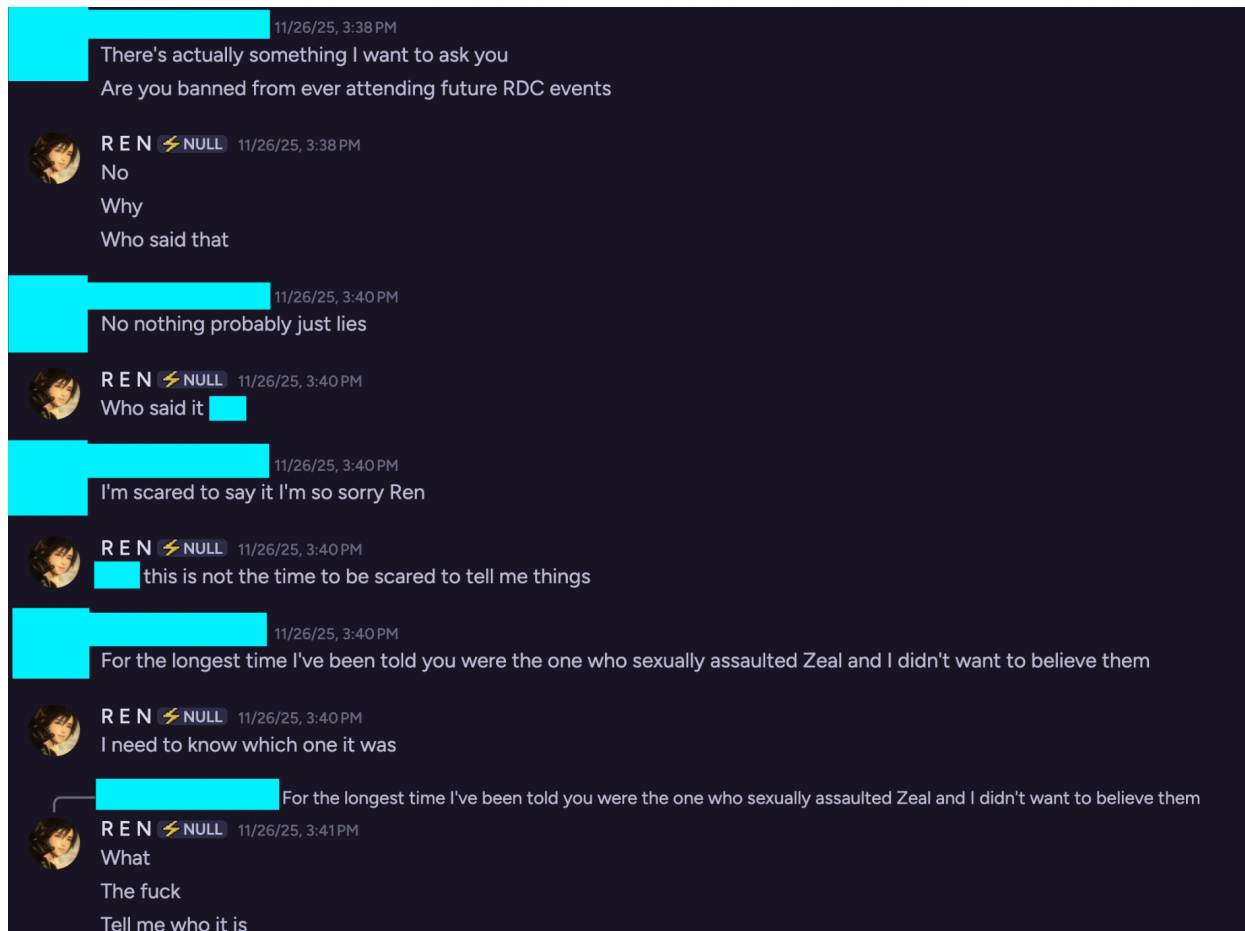 11/26/25, 3:38 PM
There's actually something I want to ask you
Are you banned from ever attending future RDC events
R E N ⚡NULL 11/26/25, 3:38 PM
No
Why
Who said that
11/26/25, 3:40 PM
No nothing probably just lies
R E N ⚡NULL 11/26/25, 3:40 PM
Who said it
11/26/25, 3:40 PM
I'm scared to say it I'm so sorry Ren
R E N ⚡NULL 11/26/25, 3:40 PM
this is not the time to be scared to tell me things
11/26/25, 3:40 PM
For the longest time I've been told you were the one who sexually assaulted Zeal and I didn't want to believe them
R E N ⚡NULL 11/26/25, 3:40 PM
I need to know which one it was
For the longest time I've been told you were the one who sexually assaulted Zeal and I didn't want to believe them
R E N ⚡NULL 11/26/25, 3:41 PM
What
The fuck
Tell me who it is